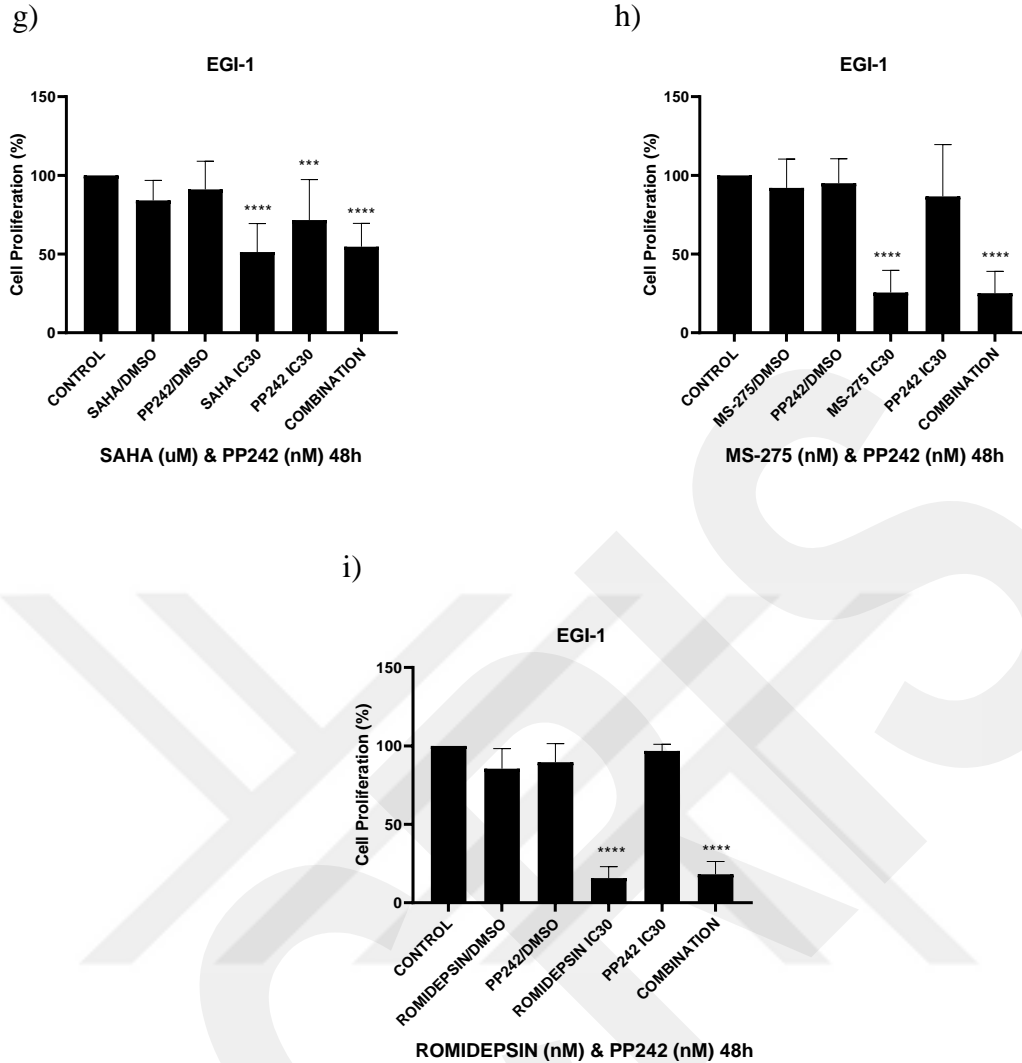 g)
EGI-1
150
100
50
0
Cell Proliferation (%)
****
***
****
CONTROL
SAHA/DMSO
PP242/DMSO
SAHA IC30
PP242 IC30
COMBINATION
SAHA (uM) & PP242 (nM) 48h
h)
EGI-1
150
100
50
0
Cell Proliferation (%)
****
****
CONTROL
MS-275/DMSO
PP242/DMSO
MS-275 IC30
PP242 IC30
COMBINATION
MS-275 (nM) & PP242 (nM) 48h
i)
EGI-1
150
100
50
0
Cell Proliferation (%)
****
****
CONTROL
ROMIDEPSIN/DMSO
PP242/DMSO
ROMIDEPSIN IC30
PP242 IC30
COMBINATION
ROMIDEPSIN (nM) & PP242 (nM) 48h